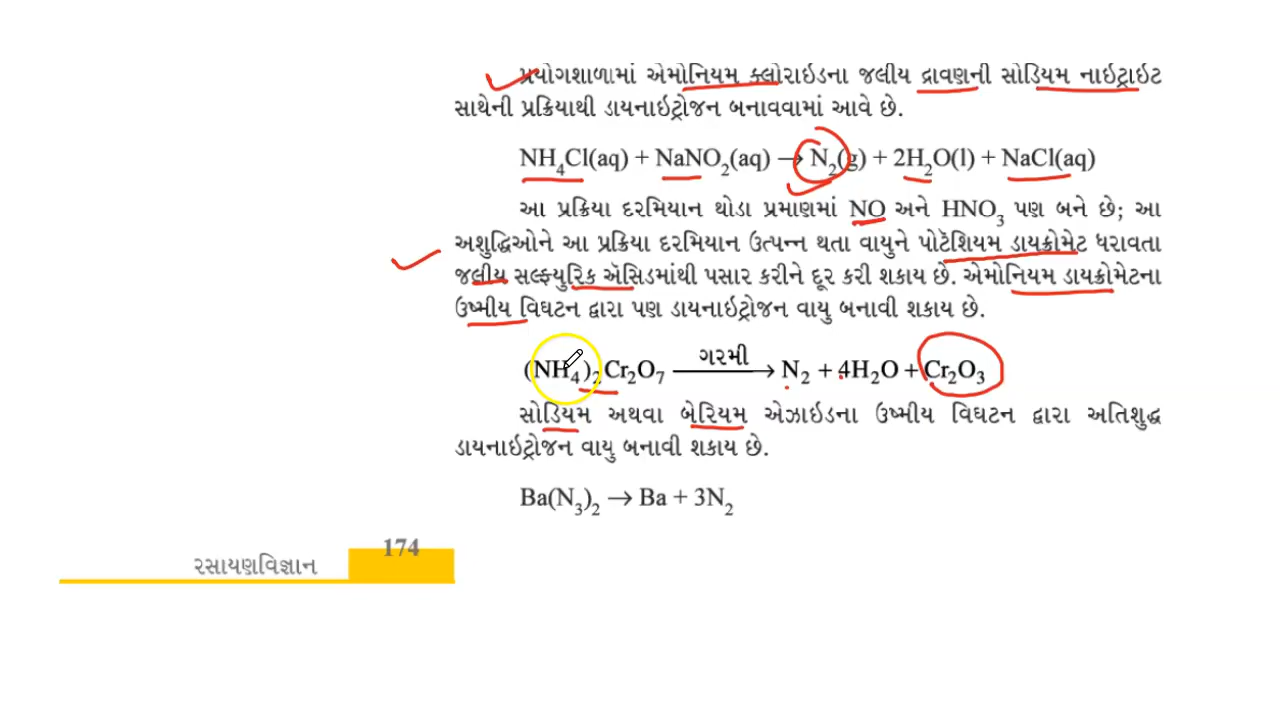 પ્રયોગશાળામાં એમોનિયમ ક્લોરાઇડના જલીય દ્રાવણની સોડિયમ નાઇટ્રાઇટ
સાથેની પ્રક્રિયાથી ડાયનાઇટ્રોજન બનાવવામાં આવે છે.
NH₄Cl(aq) + NaNO₂(aq) → N₂(g) + 2H₂O(l) + NaCl(aq)
આ પ્રક્રિયા દરમિયાન થોડા પ્રમાણમાં NO અને HNO₃ પણ બને છે; આ
અશુદ્ધિઓને આ પ્રક્રિયા દરમિયાન ઉત્પન્ન થતા વાયુને પોટૅશિયમ ડાયક્રોમેટ ધરાવતા
જલીય સલ્ફ્યુરિક ઍસિડમાંથી પસાર કરીને દૂર કરી શકાય છે. એમોનિયમ ડાયક્રોમેટના
ઉષ્મીય વિઘટન દ્વારા પણ ડાયનાઇટ્રોજન વાયુ બનાવી શકાય છે.
ગરમી
(NH₄)₂Cr₂O₇ → N₂ + 4H₂O + Cr₂O₃
સોડિયમ અથવા બેરિયમ એઝાઇડના ઉષ્મીય વિઘટન દ્વારા અતિશુદ્ધ
ડાયનાઇટ્રોજન વાયુ બનાવી શકાય છે.
Ba(N₃)₂ → Ba + 3N₂
174
રસાયણવિજ્ઞાન